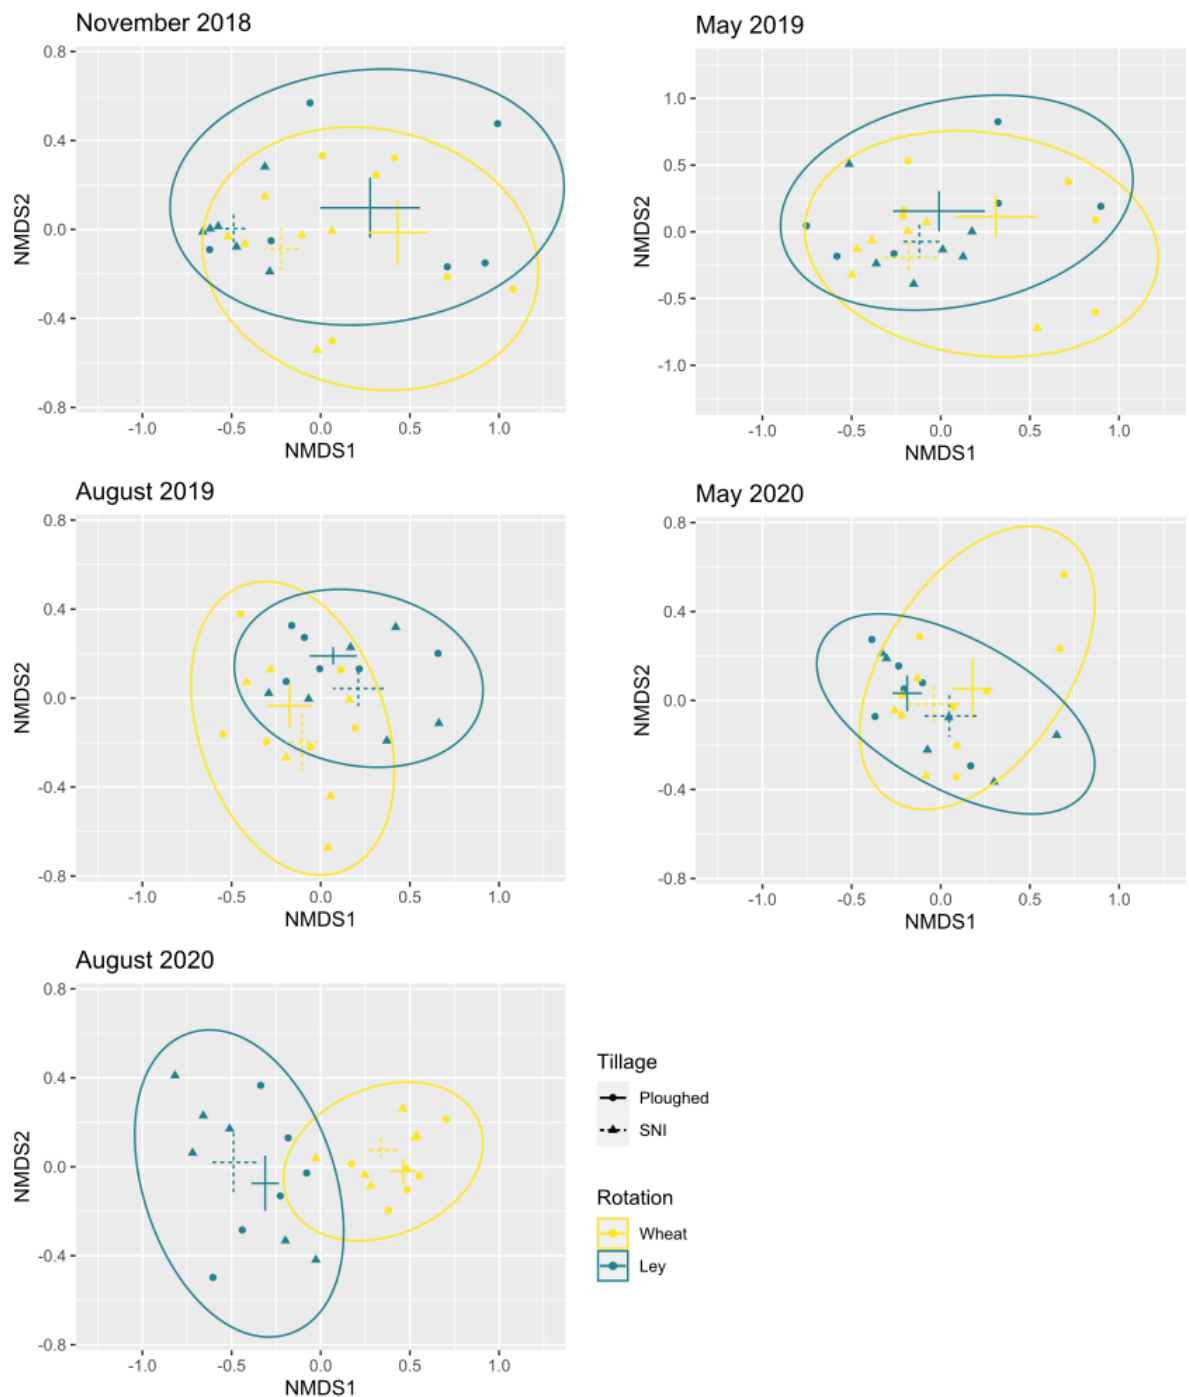 November 2018
0.8
0.4
0.0
-0.4
-0.8
NMDS2
-1.0 -0.5 0.0 0.5 1.0
NMDS1
May 2019
1.0
0.5
0.0
-0.5
-1.0
NMDS2
-1.0 -0.5 0.0 0.5 1.0
NMDS1
August 2019
0.8
0.4
0.0
-0.4
-0.8
NMDS2
-1.0 -0.5 0.0 0.5 1.0
NMDS1
May 2020
0.8
0.4
0.0
-0.4
-0.8
NMDS2
-1.0 -0.5 0.0 0.5 1.0
NMDS1
August 2020
0.8
0.4
0.0
-0.4
-0.8
NMDS2
-1.0 -0.5 0.0 0.5 1.0
NMDS1
Tillage
Ploughed
SNI
Rotation
Wheat
Ley